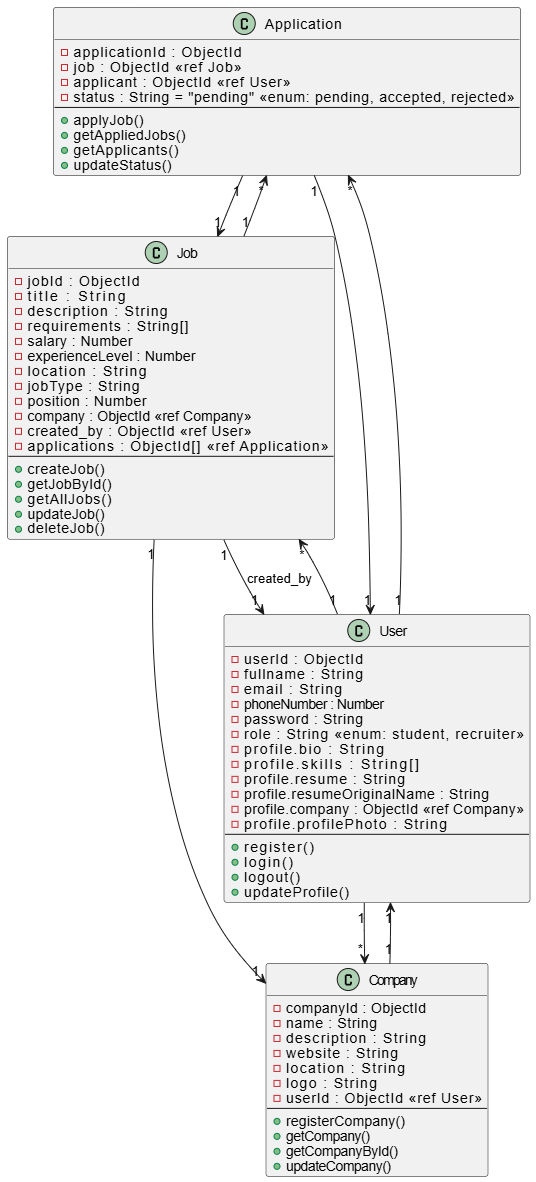 C Application
applicationId : ObjectId
job : ObjectId «ref Job»
applicant : ObjectId «ref User»
status : String = "pending" «enum: pending, accepted, rejected»
applyJob()
getAppliedJobs()
getApplicants()
updateStatus()
1 * 1 *
1 1
C Job
jobId : ObjectId
title : String
description : String
requirements : String[]
salary : Number
experienceLevel : Number
location : String
jobType : String
position : Number
company : ObjectId «ref Company»
created_by : ObjectId «ref User»
applications : ObjectId[] «ref Application»
createJob()
getJobById()
getAllJobs()
updateJob()
deleteJob()
1 1 *
created_by
1 1 1 1
C User
userId : ObjectId
fullname : String
email : String
phoneNumber : Number
password : String
role : String «enum: student, recruiter»
profile.bio : String
profile.skills : String[]
profile.resume : String
profile.resumeOriginalName : String
profile.company : ObjectId «ref Company»
profile.profilePhoto : String
register()
login()
logout()
updateProfile()
1 1
* 1
1
C Company
companyId : ObjectId
name : String
description : String
website : String
location : String
logo : String
userId : ObjectId «ref User»
registerCompany()
getCompany()
getCompanyById()
updateCompany()